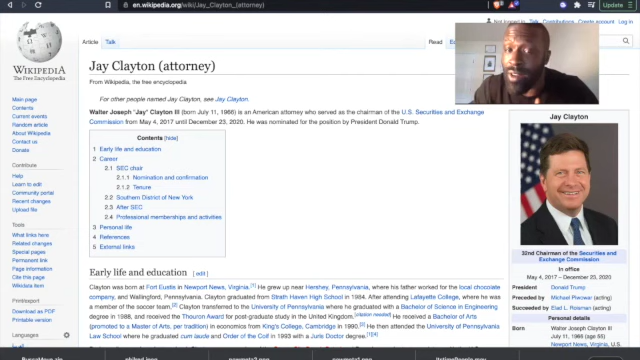 en.wikipedia.org/wiki/Jay_Clayton_(attorney)
Update
Not logged in Talk Contributions Create account Log in
Article Talk
Read
WIKIPEDIA
The Free Encyclopedia
Jay Clayton (attorney)
From Wikipedia, the free encyclopedia
For other people named Jay Clayton, see Jay Clayton.
Walter Joseph "Jay" Clayton III (born July 11, 1966) is an American attorney who served as the chairman of the U.S. Securities and Exchange
Commission from May 4, 2017 until December 23, 2020. He was nominated for the position by President Donald Trump.
Main page
Contents
Current events
Random article
About Wikipedia
Contact us
Donate
Contribute
Help
Learn to edit
Community portal
Recent changes
Upload file
Tools
What links here
Related changes
Special pages
Permanent link
Page information
Cite this page
Wikidata item
Print/export
Download as PDF
Printable version
Languages
Contents [hide]
1 Early life and education
2 Career
2.1 SEC chair
2.1.1 Nomination and confirmation
2.1.2 Tenure
2.2 Southern District of New York
2.3 After SEC
2.4 Professional memberships and activities
3 Personal life
4 References
5 External links
Early life and education [ edit ]
Clayton was born at Fort Eustis in Newport News, Virginia.[1] He grew up near Hershey, Pennsylvania, where his father worked for the local chocolate
company, and Wallingford, Pennsylvania. Clayton graduated from Strath Haven High School in 1984. After attending Lafayette College, where he was
a member of the soccer team,[2] Clayton transferred to the University of Pennsylvania where he graduated with a Bachelor of Science in Engineering
degree in 1988, and received the Thouron Award for post-graduate study in the United Kingdom.[citation needed] He received a Bachelor of Arts
(promoted to a Master of Arts, per tradition) in economics from King's College, Cambridge in 1990.[3] He then attended the University of Pennsylvania
Law School where he graduated cum laude and Order of the Coif in 1993 with a Juris Doctor degree.
Jay Clayton
32nd Chairman of the Securities and
Exchange Commission
In office
May 4, 2017 – December 23, 2020
President Donald Trump
Preceded by Michael Piwowar (acting)
Succeeded by Elad L. Roisman (acting)
Personal details
Born Walter Joseph Clayton III
July 11, 1966 (age 55)